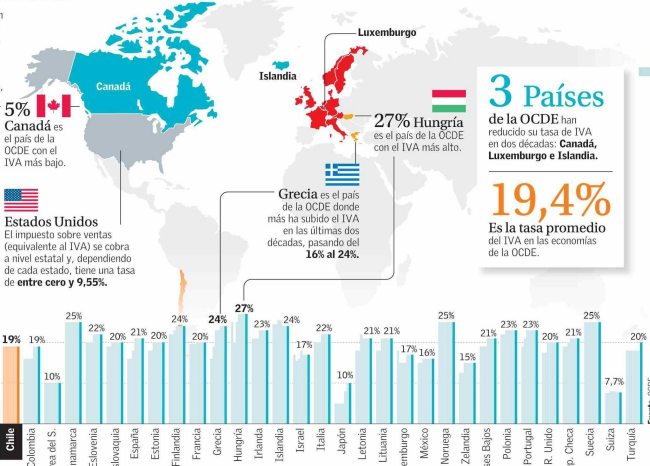 Luxemburgo
Canadá
Islandia
5%
Canadá es
el país de la
OCDE con el
IVA más bajo.
27% Hungría
es el país de la OCDE
con el IVA más alto.
3 Países
de la OCDE han
reducido su tasa de IVA
en dos décadas: Canadá,
Luxemburgo e Islandia.
19,4%
Es la tasa promedio
del IVA en las economías
de la OCDE.
Grecia es el país
de la OCDE donde
más ha subido el IVA
en las últimas dos
décadas, pasando del
16% al 24%.
Estados Unidos
El impuesto sobre ventas
(equivalente al IVA) se cobra
a nivel estatal y, dependiendo
de cada estado, tiene una tasa
de entre cero y 9,55%.
19%
19%
10%
25%
22%
20%
21%
20%
24%
20%
24%
27%
23%
24%
17%
22%
10%
21%
21%
17%
16%
25%
15%
21%
23%
23%
20%
21%
25%
7,7%
20%
Chile
Colombia
rea del S.
namarca
Eslovenia
slovaquia
España
Estonia
Finlandia
Francia
Grecia
Hungría
Irlanda
Islandia
Israel
Italia
Japón
Letonia
Lituania
emburgo
México
Noruega
Zelandia
ses Bajos
Polonia
Portugal
R. Unido
p. Checa
Suecia
Suiza
Turquía